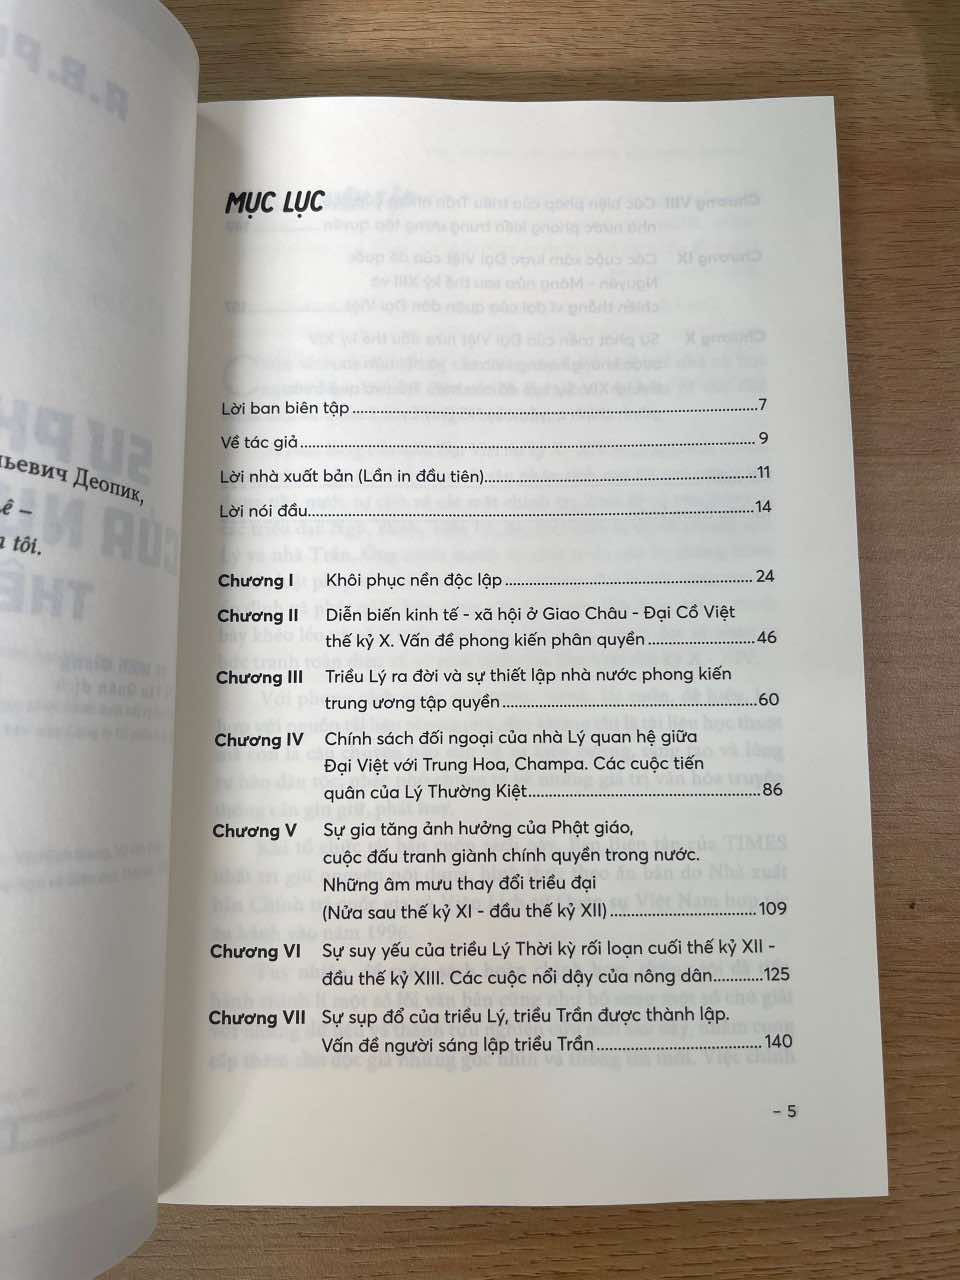 ьевич Деопик,
ê –
n tôi.
MỤC LỤC
Lời ban biên tập ........ 7
Về tác giả ........ 9
Lời nhà xuất bản (Lần in đầu tiên) ........ 11
Lời nói đầu ........ 14
Chương I Khôi phục nền độc lập ........ 24
Chương II Diễn biến kinh tế - xã hội ở Giao Châu - Đại Cồ Việt
thế kỷ X. Vấn đề phong kiến phân quyền ........ 46
Chương III Triều Lý ra đời và sự thiết lập nhà nước phong kiến
trung ương tập quyền ........ 60
Chương IV Chính sách đối ngoại của nhà Lý quan hệ giữa
Đại Việt với Trung Hoa, Champa. Các cuộc tiến
quân của Lý Thường Kiệt ........ 86
Chương V Sự gia tăng ảnh hưởng của Phật giáo,
cuộc đấu tranh giành chính quyền trong nước.
Những âm mưu thay đổi triều đại
(Nửa sau thế kỷ XI - đầu thế kỷ XII) ........ 109
Chương VI Sự suy yếu của triều Lý Thời kỳ rối loạn cuối thế kỷ XII -
đầu thế kỷ XIII. Các cuộc nổi dậy của nông dân ........ 125
Chương VII Sự sụp đổ của triều Lý, triều Trần được thành lập.
Vấn đề người sáng lập triều Trần ........ 140
– 5